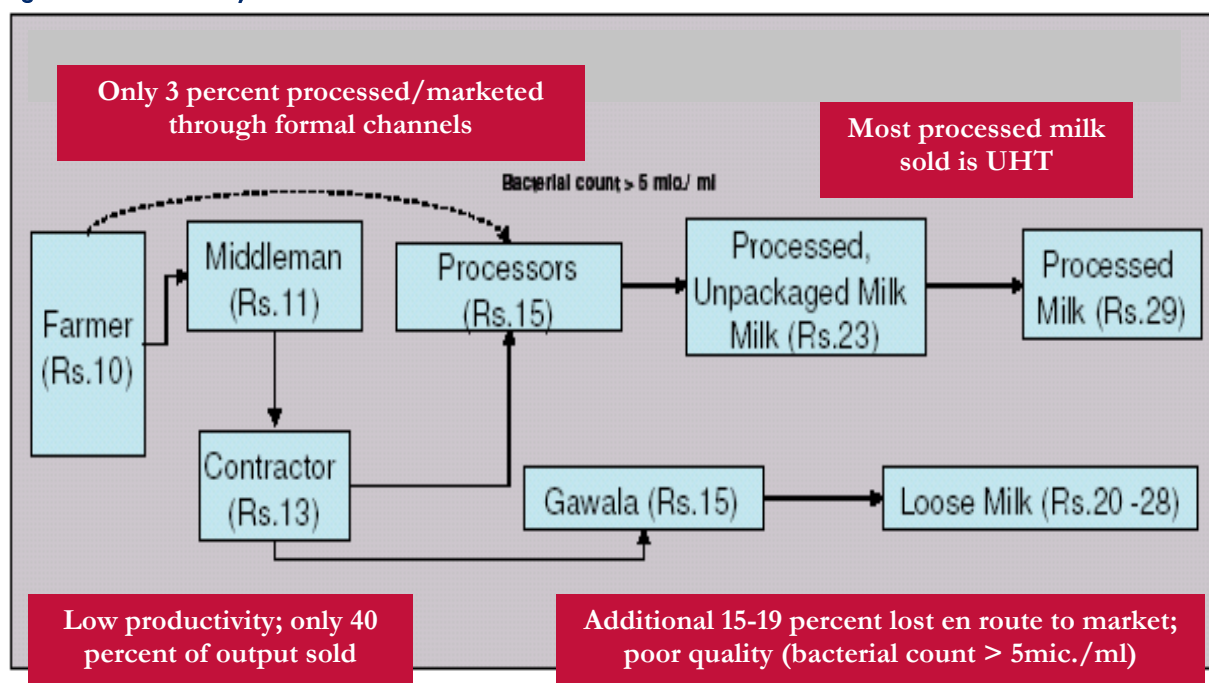 Only 3 percent processed/marketed
through formal channels
Most processed milk
sold is UHT
Bacterial count > 5 mic./ ml
Farmer
(Rs.10)
Middleman
(Rs.11)
Processors
(Rs.15)
Processed,
Unpackaged Milk
Milk (Rs.23)
Processed
Milk (Rs.29)
Contractor
(Rs.13)
Gawala (Rs.15)
Loose Milk (Rs.20 -28)
Low productivity; only 40
percent of output sold
Additional 15-19 percent lost en route to market;
poor quality (bacterial count > 5mic./ml)